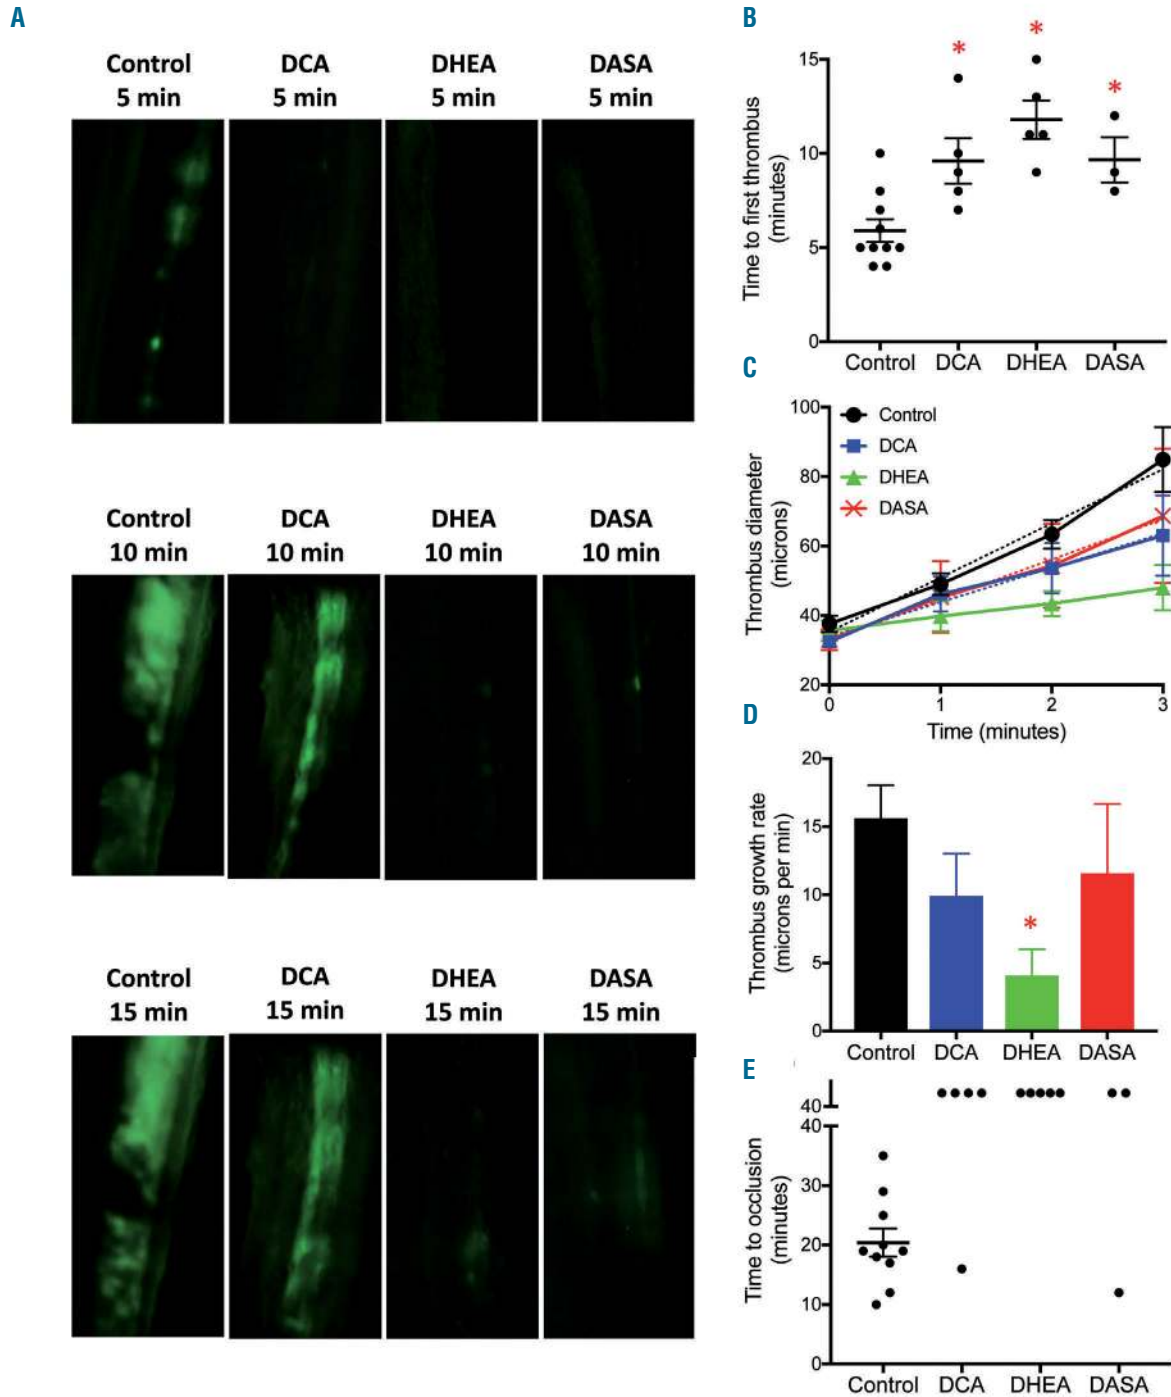 A
Control
5 min
DCA
5 min
DHEA
5 min
DASA
5 min
Control
10 min
DCA
10 min
DHEA
10 min
DASA
10 min
Control
15 min
DCA
15 min
DHEA
15 min
DASA
15 min
B
Time to first thrombus
(minutes)
15
10
5
0
* * *
Control DCA DHEA DASA
C
Thrombus diameter
(microns)
100
80
60
40
20
Control
DCA
DHEA
DASA
0 1 2 3
Time (minutes)
D
Thrombus growth rate
(microns per min)
20
15
10
5
0
*
Control DCA DHEA DASA
E
Time to occlusion
(minutes)
40
40
30
20
10
0
Control DCA DHEA DASA